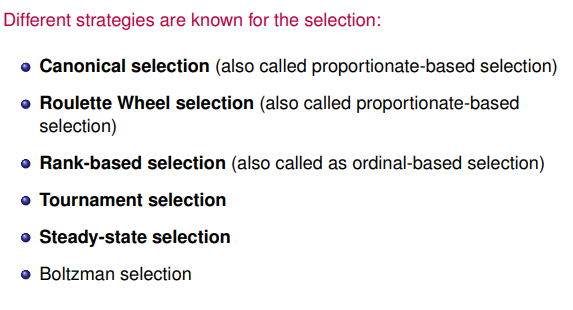 Different strategies are known for the selection:
Canonical selection (also called proportionate-based selection)
Roulette Wheel selection (also called proportionate-based
selection)
Rank-based selection (also called as ordinal-based selection)
Tournament selection
Steady-state selection
Boltzman selection